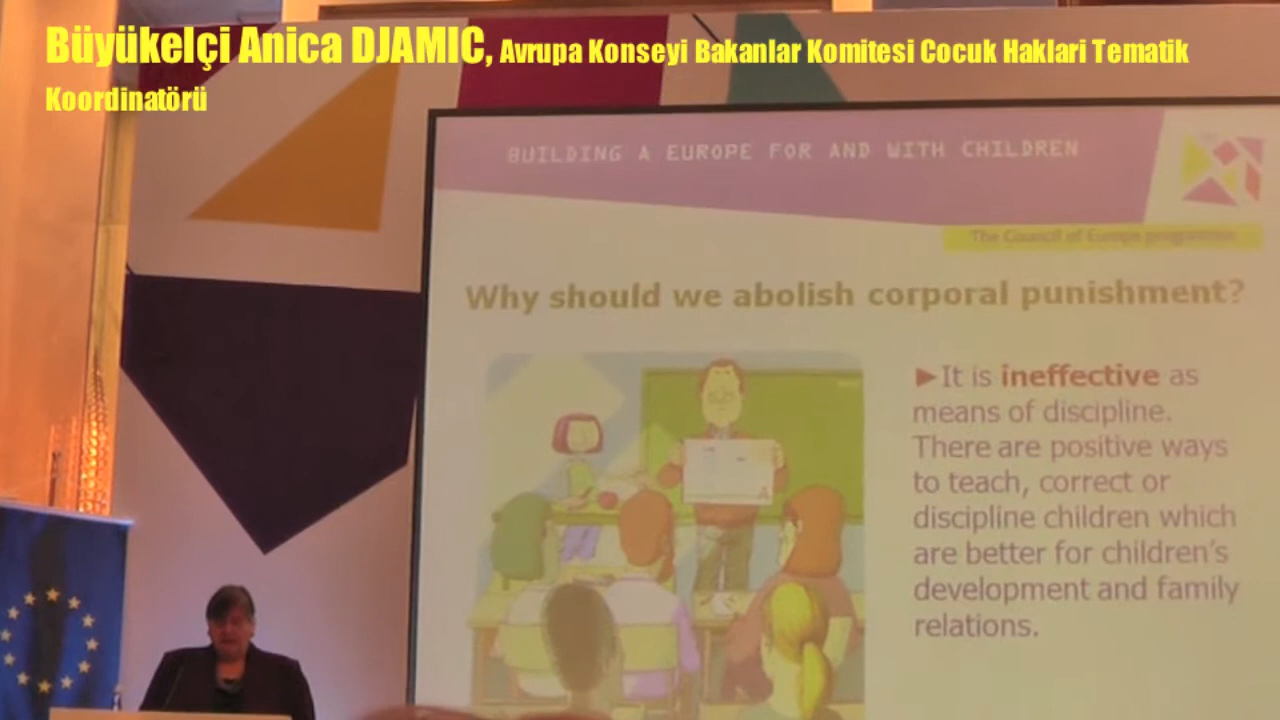 Büyükelçi Anica DJAMIC, Avrupa Konseyi Bakanlar Komitesi Cocuk Haklari Tematik
Koordinatörü
BUILDING A EUROPE FOR AND WITH CHILDREN
The Council of Europe programme
Why should we abolish corporal punishment?
►It is ineffective as
means of discipline.
There are positive ways
to teach, correct or
discipline children which
are better for children's
development and family
relations.